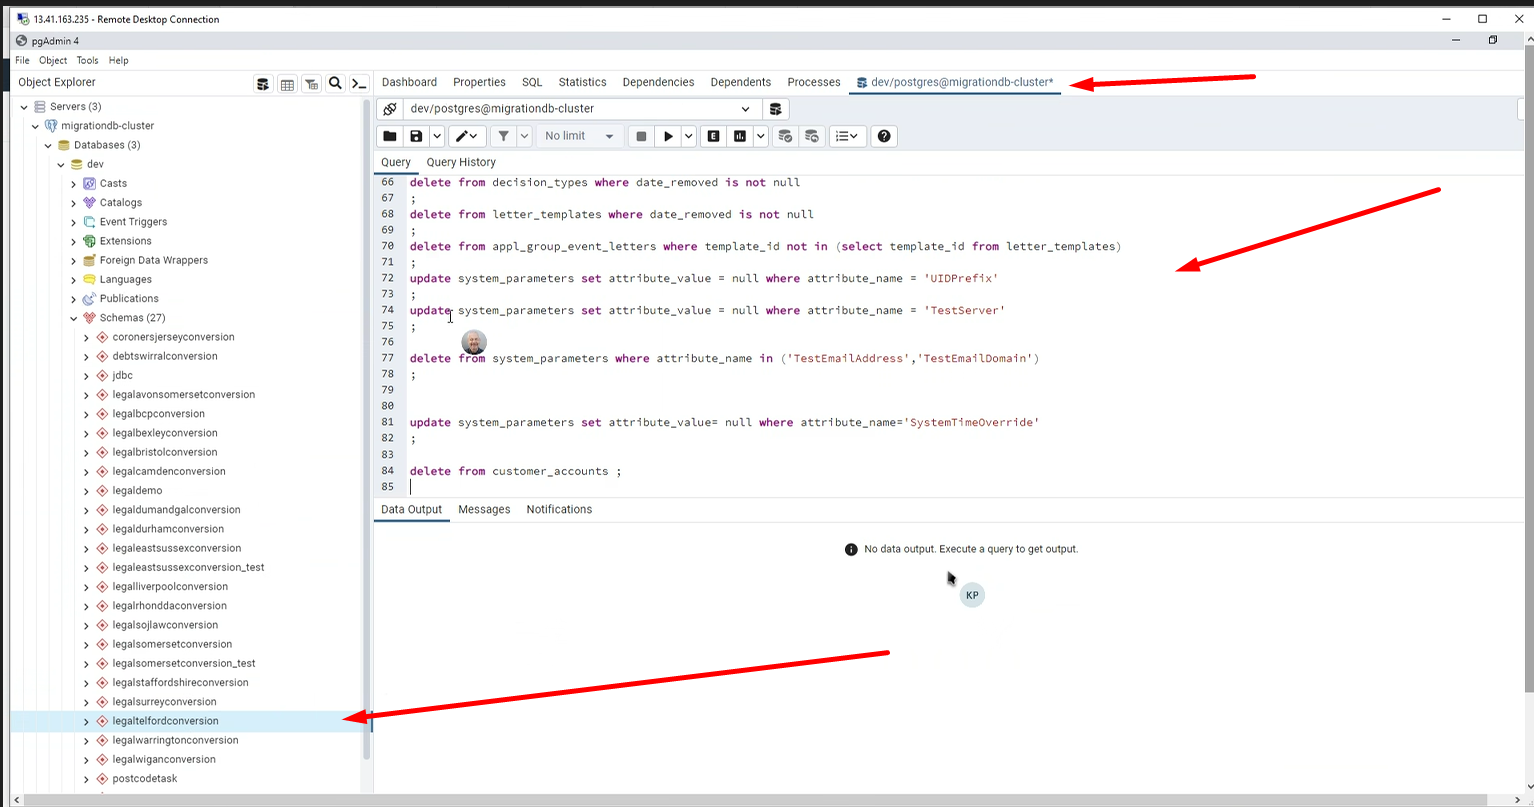 13.41.163.235 - Remote Desktop Connection
pgAdmin 4
File Object Tools Help
Object Explorer
Dashboard Properties SQL Statistics Dependencies Dependents Processes dev/postgres@migrationdb-cluster*
dev/postgres@migrationdb-cluster
No limit
E
Query Query History
Servers (3)
migrationdb-cluster
Databases (3)
dev
Casts
Catalogs
Event Triggers
Extensions
Foreign Data Wrappers
Languages
Publications
Schemas (27)
coronersjerseyconversion
debtswirralconversion
jdbc
legalavonsomersetconversion
legalbcpconversion
legalbexleyconversion
legalbristolconversion
legalcamdenconversion
legaldemo
legaldumandgalconversion
legaldurhamconversion
legaleastsussexconversion
legaleastsussexconversion_test
legalliverpoolconversion
legalrhonddaconversion
legalsojlawconversion
legalsomersetconversion
legalsomersetconversion_test
legalstaffordshireconversion
legalsurreyconversion
legaltelfordconversion
legalwarringtonconversion
legalwiganconversion
postcodetask
66 delete from decision_types where date_removed is not null
67 ;
68 delete from letter_templates where date_removed is not null
69 ;
70 delete from appl_group_event_letters where template_id not in (select template_id from letter_templates)
71 ;
72 update system_parameters set attribute_value = null where attribute_name = 'UIDPrefix'
73 ;
74 update system_parameters set attribute_value = null where attribute_name = 'TestServer'
75 ;
76
77 delete from system_parameters where attribute_name in ('TestEmailAddress','TestEmailDomain')
78 ;
79
80
81 update system_parameters set attribute_value= null where attribute_name='SystemTimeOverride'
82 ;
83
84 delete from customer_accounts ;
85
Data Output Messages Notifications
No data output. Execute a query to get output.
KP